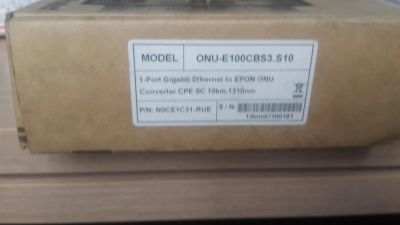 MODEL ONU-E100CBS3.S10
1-Port Gigabit Ethernet to EPON ONU
Converter CPE SC 10km,1310nm
P/N: N0CE1C31-RUE S / N: